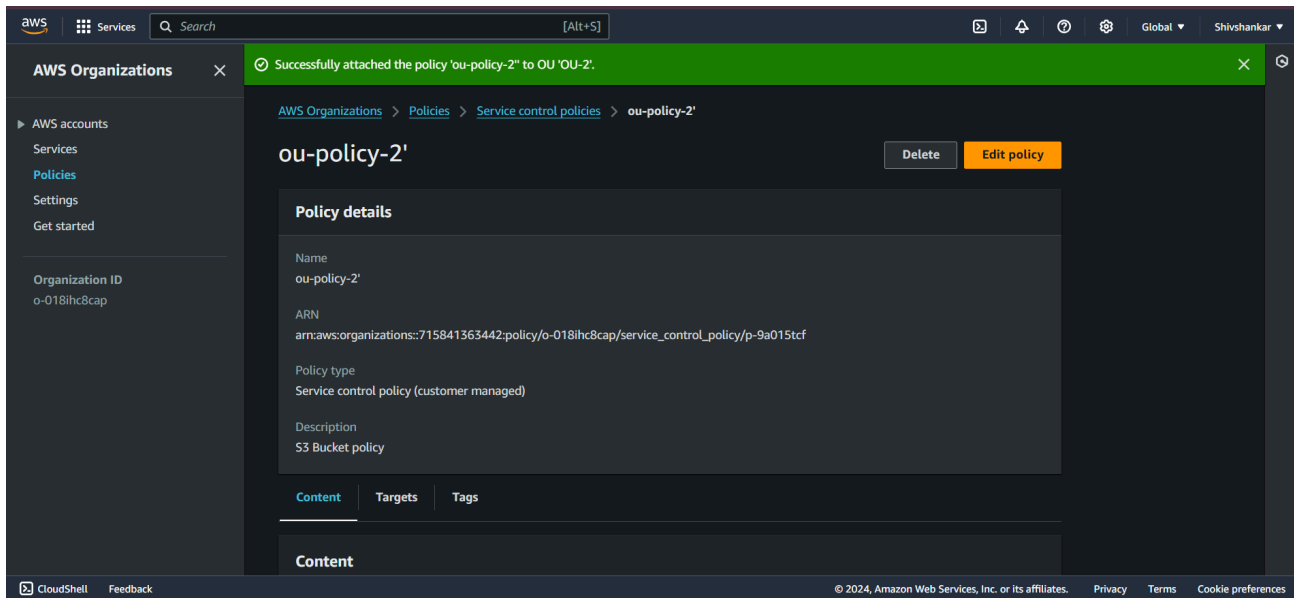 aws Services Search [Alt+S] Global Shivshankar
AWS Organizations
Successfully attached the policy 'ou-policy-2'' to OU 'OU-2'.
AWS accounts
Services
Policies
Settings
Get started
Organization ID
o-018ihc8cap
AWS Organizations > Policies > Service control policies > ou-policy-2'
ou-policy-2'
Delete Edit policy
Policy details
Name
ou-policy-2'
ARN
arn:aws:organizations::715841363442:policy/o-018ihc8cap/service_control_policy/p-9a015tcf
Policy type
Service control policy (customer managed)
Description
S3 Bucket policy
Content Targets Tags
Content
CloudShell Feedback © 2024, Amazon Web Services, Inc. or its affiliates. Privacy Terms Cookie preferences